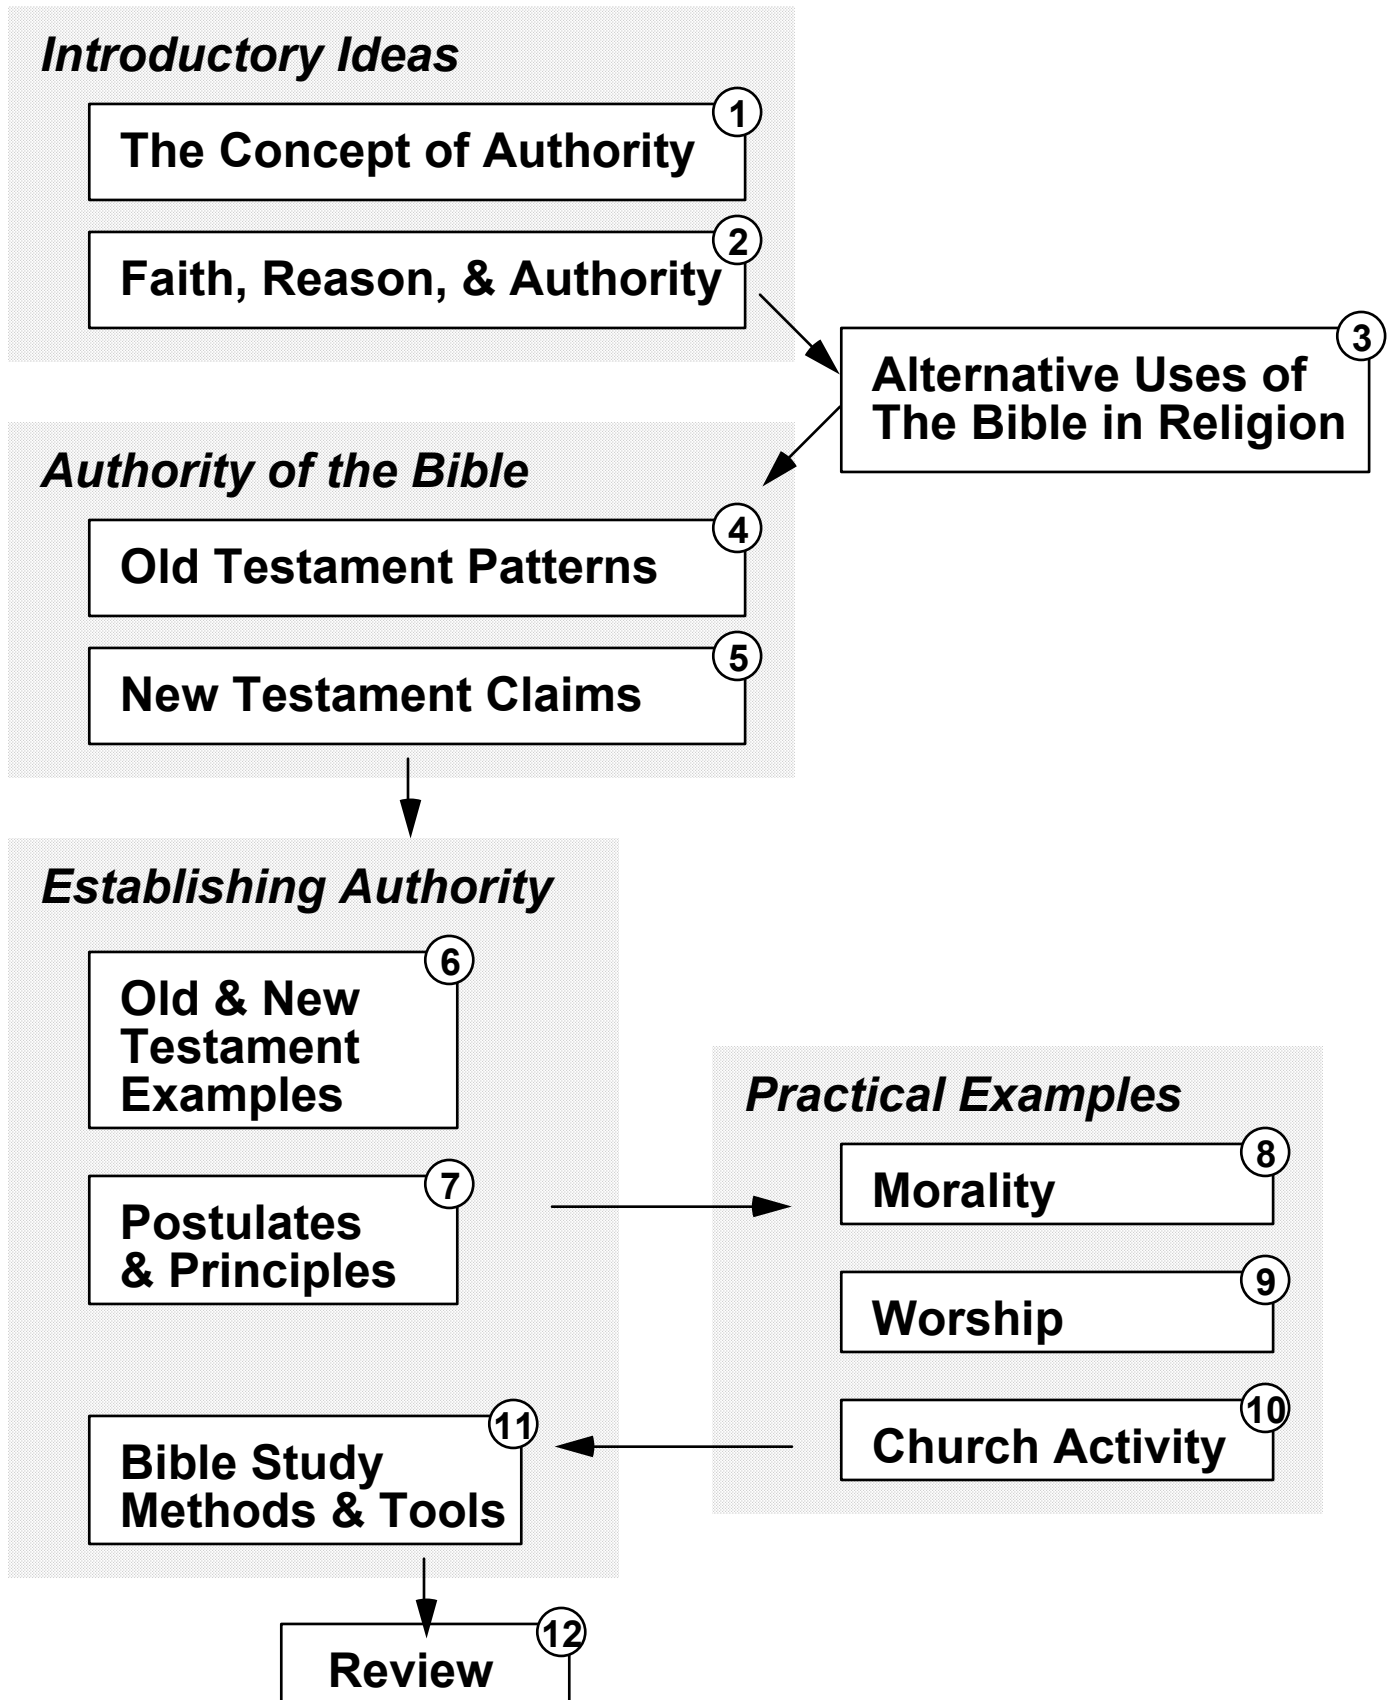 Introductory Ideas
1
The Concept of Authority
2
Faith, Reason, & Authority
3
Alternative Uses of
The Bible in Religion
Authority of the Bible
4
Old Testament Patterns
5
New Testament Claims
Establishing Authority
6
Old & New
Testament
Examples
7
Postulates
& Principles
Practical Examples
8
Morality
9
Worship
10
Church Activity
11
Bible Study
Methods & Tools
12
Review